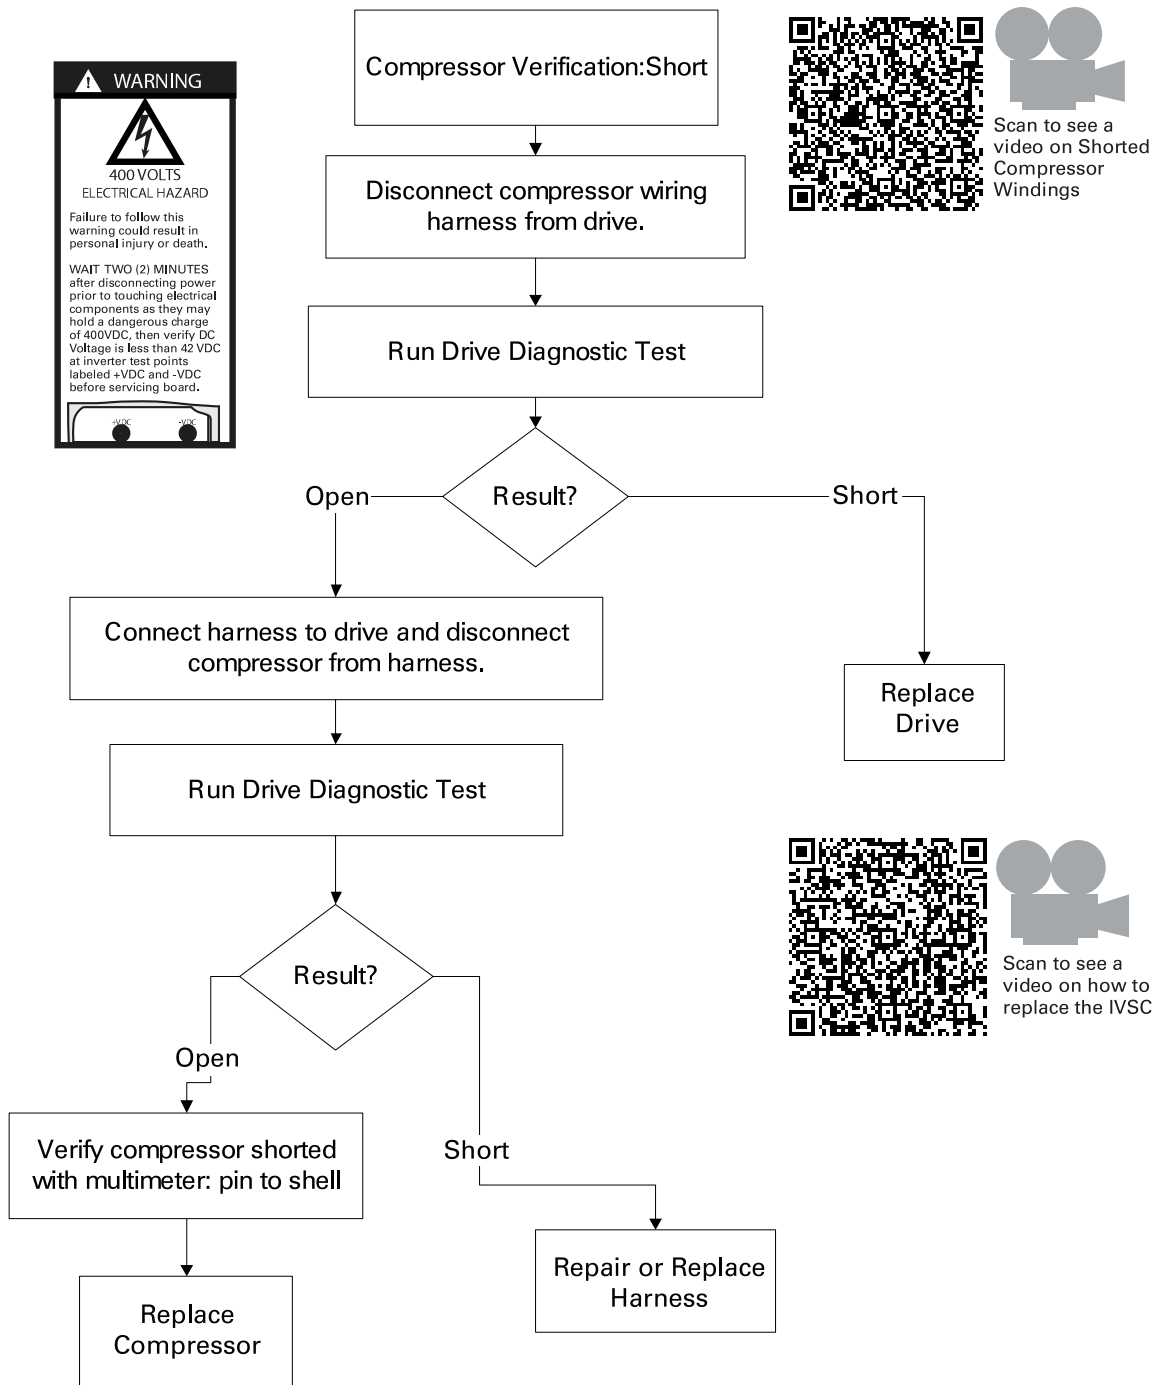 Compressor Verification:Short
WARNING
400 VOLTS
ELECTRICAL HAZARD
Failure to follow this
warning could result in
personal injury or death.
WAIT TWO (2) MINUTES
after disconnecting power
prior to touching electrical
components as they may
hold a dangerous charge
of 400VDC, then verify DC
Voltage is less than 42 VDC
at inverter test points
labeled +VDC and -VDC
before servicing board.
+VDC
-VDC
Scan to see a
video on Shorted
Compressor
Windings
Disconnect compressor wiring
harness from drive.
Run Drive Diagnostic Test
Result?
Open
Short
Connect harness to drive and disconnect
compressor from harness.
Replace
Drive
Run Drive Diagnostic Test
Scan to see a
video on how to
replace the IVSC
Result?
Open
Short
Verify compressor shorted
with multimeter: pin to shell
Repair or Replace
Harness
Replace
Compressor